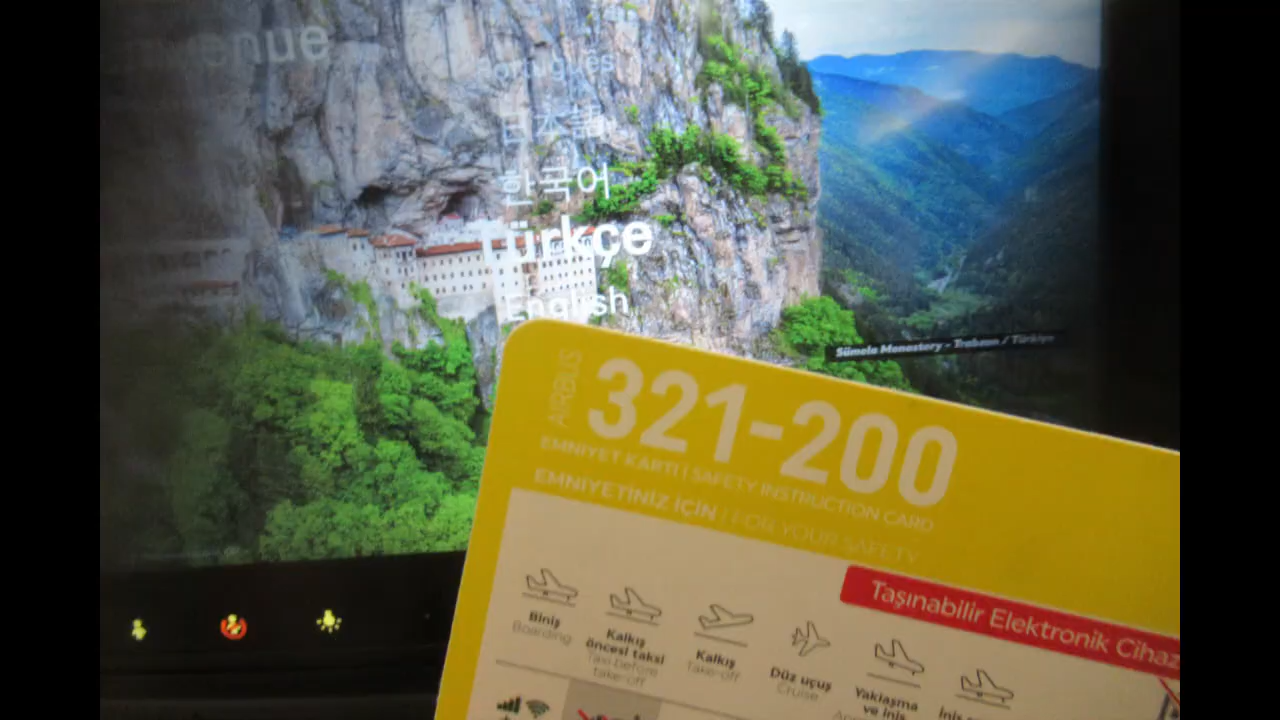 Português
日本語
한국어
Türkçe
English
Sümela Monastery - Trabzon / Türkiye
AIRBUS
321-200
EMNİYET KARTI | SAFETY INSTRUCTION CARD
EMNİYETİNİZ İÇİN / FOR YOUR SAFETY
Taşınabilir Elektronik Cihaz
Biniş
Boarding
Kalkış
öncesi taksi
Taxi before
take-off
Kalkış
Take-off
Düz uçuş
Cruise
Yaklaşma
ve iniş
İniş